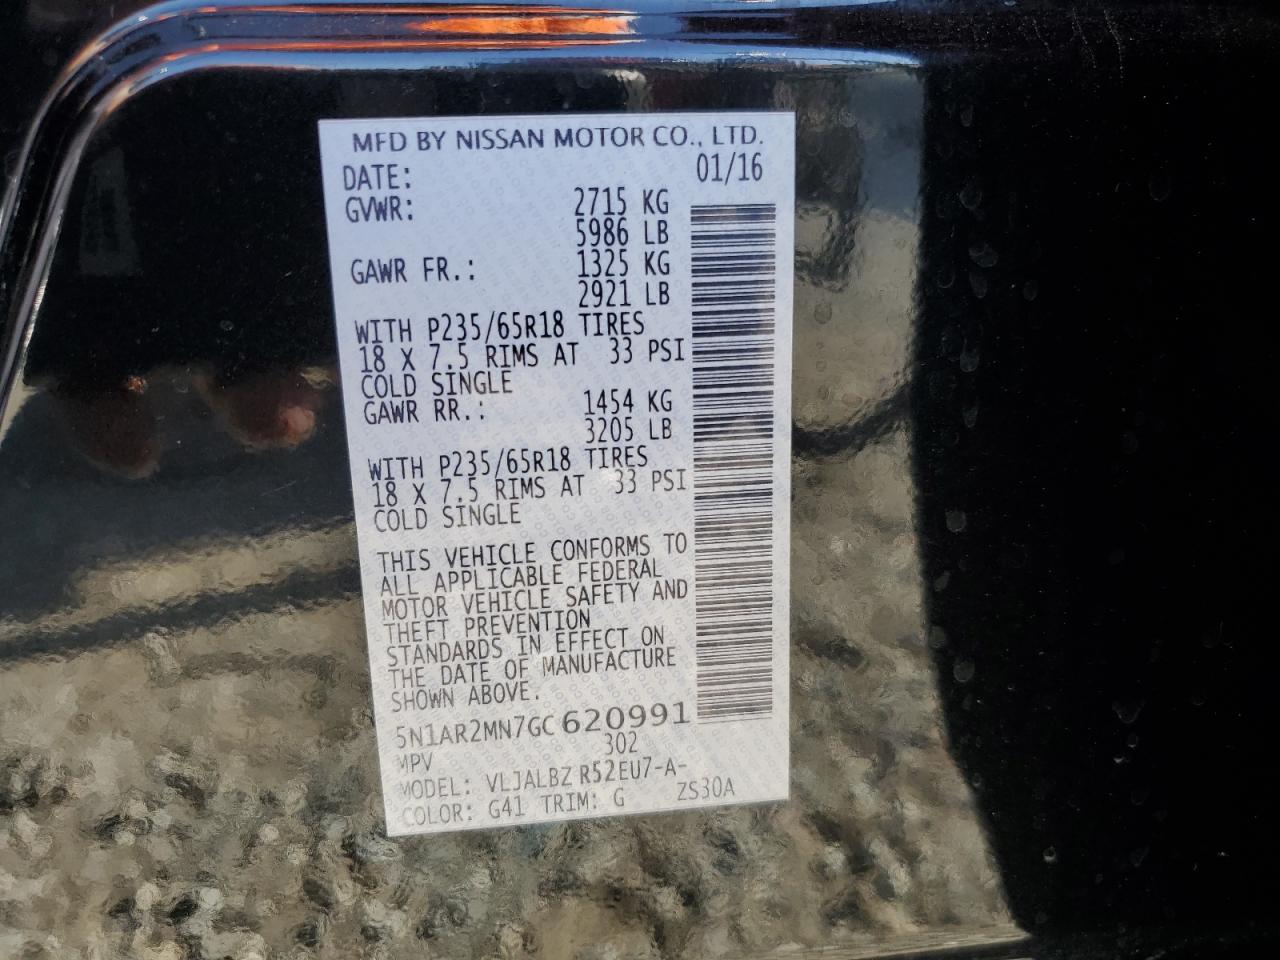 MFD BY NISSAN MOTOR CO., LTD.
DATE: 01/16
GVWR: 2715 KG
5986 LB
GAWR FR.: 1325 KG
2921 LB
WITH P235/65R18 TIRES
18 X 7.5 RIMS AT 33 PSI
COLD SINGLE
GAWR RR.: 1454 KG
3205 LB
WITH P235/65R18 TIRES
18 X 7.5 RIMS AT 33 PSI
COLD SINGLE
THIS VEHICLE CONFORMS TO
ALL APPLICABLE FEDERAL
MOTOR VEHICLE SAFETY AND
THEFT PREVENTION
STANDARDS IN EFFECT ON
THE DATE OF MANUFACTURE
SHOWN ABOVE.
5N1AR2MN7GC620991
MPV 302
MODEL: VLJALBZ R52EU7-A-
COLOR: G41 TRIM: G ZS30A